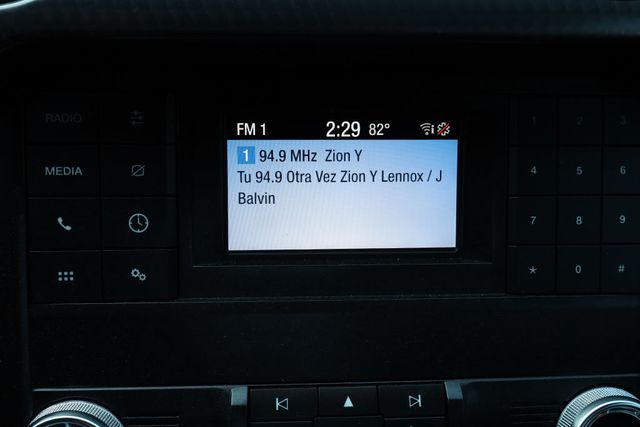 FM 1 2:29 82°
1 94.9 MHz Zion Y
Tu 94.9 Otra Vez Zion Y Lennox / J
Balvin
RADIO
MEDIA
1 2 3
4 5 6
7 8 9
* 0 #